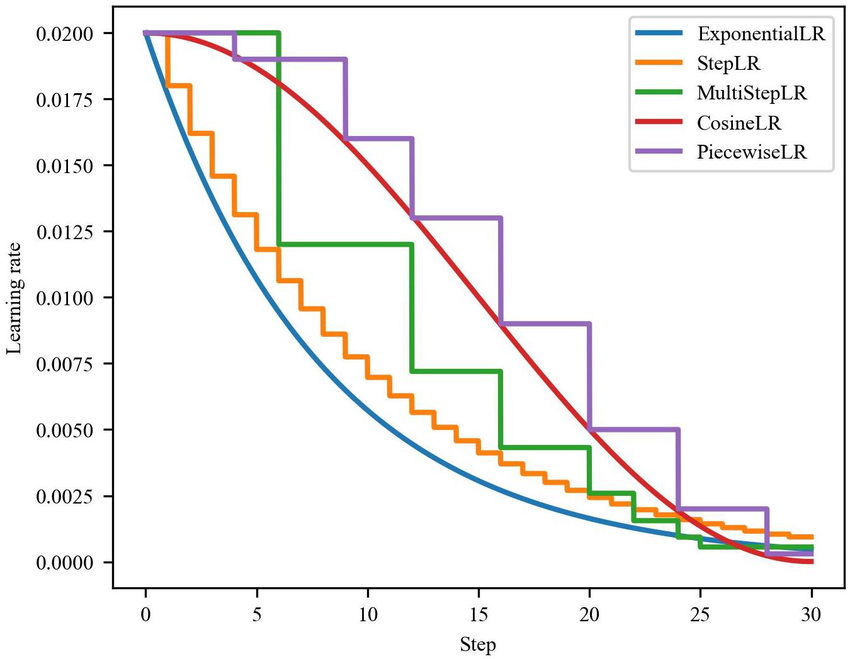 0.0200
0.0175
0.0150
0.0125
0.0100
0.0075
0.0050
0.0025
0.0000
Learning rate
0 5 10 15 20 25 30
Step
ExponentialLR
StepLR
MultiStepLR
CosineLR
PiecewiseLR